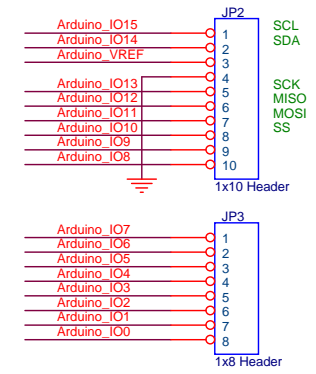 JP2
Arduino_IO15 1 SCL
Arduino_IO14 2 SDA
Arduino_VREF 3
4
Arduino_IO13 5 SCK
Arduino_IO12 6 MISO
Arduino_IO11 7 MOSI
Arduino_IO10 8 SS
Arduino_IO9 9
Arduino_IO8 10
1x10 Header
JP3
Arduino_IO7 1
Arduino_IO6 2
Arduino_IO5 3
Arduino_IO4 4
Arduino_IO3 5
Arduino_IO2 6
Arduino_IO1 7
Arduino_IO0 8
1x8 Header